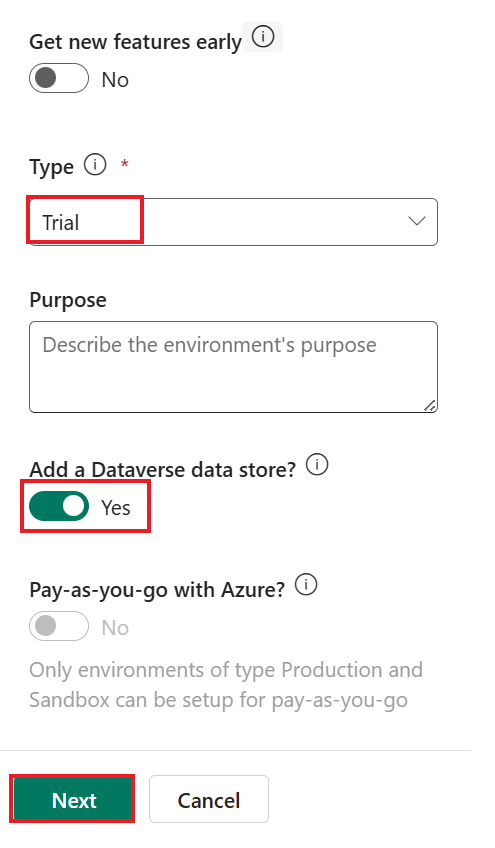 Get new features early
No
Type *
Trial
Purpose
Describe the environment's purpose
Add a Dataverse data store?
Yes
Pay-as-you-go with Azure?
No
Only environments of type Production and
Sandbox can be setup for pay-as-you-go
Next
Cancel